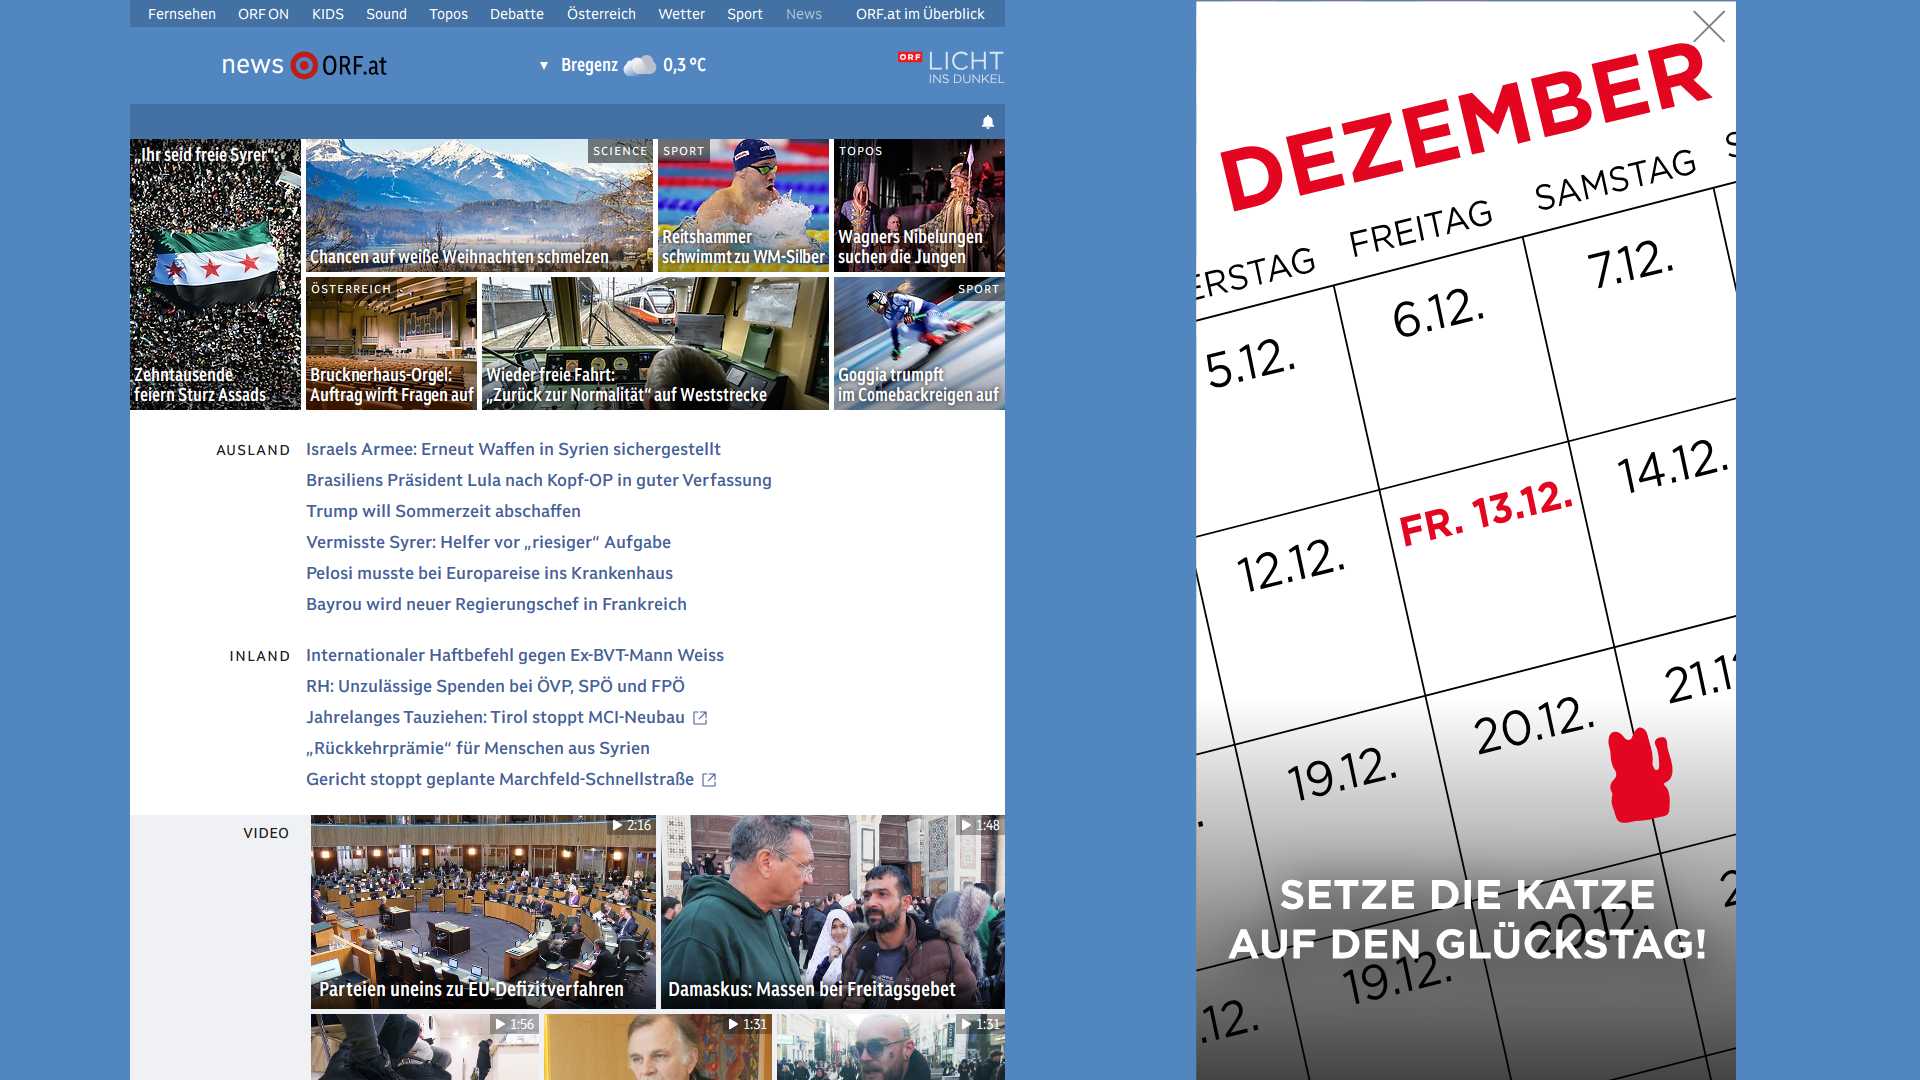 Fernsehen ORF ON KIDS Sound Topos Debatte Österreich Wetter Sport News ORF.at im Überblick
news ORF.at
▼ Bregenz 0,3 °C
ORF LICHT
INS DUNKEL
„Ihr seid freie Syrer“:
Zehntausende
feiern Sturz Assads
SCIENCE
Chancen auf weiße Weihnachten schmelzen
SPORT
Reitshammer
schwimmt zu WM-Silber
TOPOS
Wagners Nibelungen
suchen die Jungen
ÖSTERREICH
Brucknerhaus-Orgel:
Auftrag wirft Fragen auf
Wieder freie Fahrt:
„Zurück zur Normalität“ auf Weststrecke
SPORT
Goggia trumpft
im Comebackreigen auf
AUSLAND
Israels Armee: Erneut Waffen in Syrien sichergestellt
Brasiliens Präsident Lula nach Kopf-OP in guter Verfassung
Trump will Sommerzeit abschaffen
Vermisste Syrer: Helfer vor „riesiger“ Aufgabe
Pelosi musste bei Europareise ins Krankenhaus
Bayrou wird neuer Regierungschef in Frankreich
INLAND
Internationaler Haftbefehl gegen Ex-BVT-Mann Weiss
RH: Unzulässige Spenden bei ÖVP, SPÖ und FPÖ
Jahrelanges Tauziehen: Tirol stoppt MCI-Neubau
„Rückkehrprämie“ für Menschen aus Syrien
Gericht stoppt geplante Marchfeld-Schnellstraße
VIDEO
2:16
Parteien uneins zu EU-Defizitverfahren
1:48
Damaskus: Massen bei Freitagsgebet
1:56
1:31
1:31
DEZEMBER
ERSTAG FREITAG SAMSTAG S
5.12. 6.12. 7.12.
12.12. FR. 13.12. 14.12.
19.12. 20.12. 21.1
SETZE DIE KATZE
AUF DEN GLÜCKSTAG!
.12. 19.12. 20.12. 2